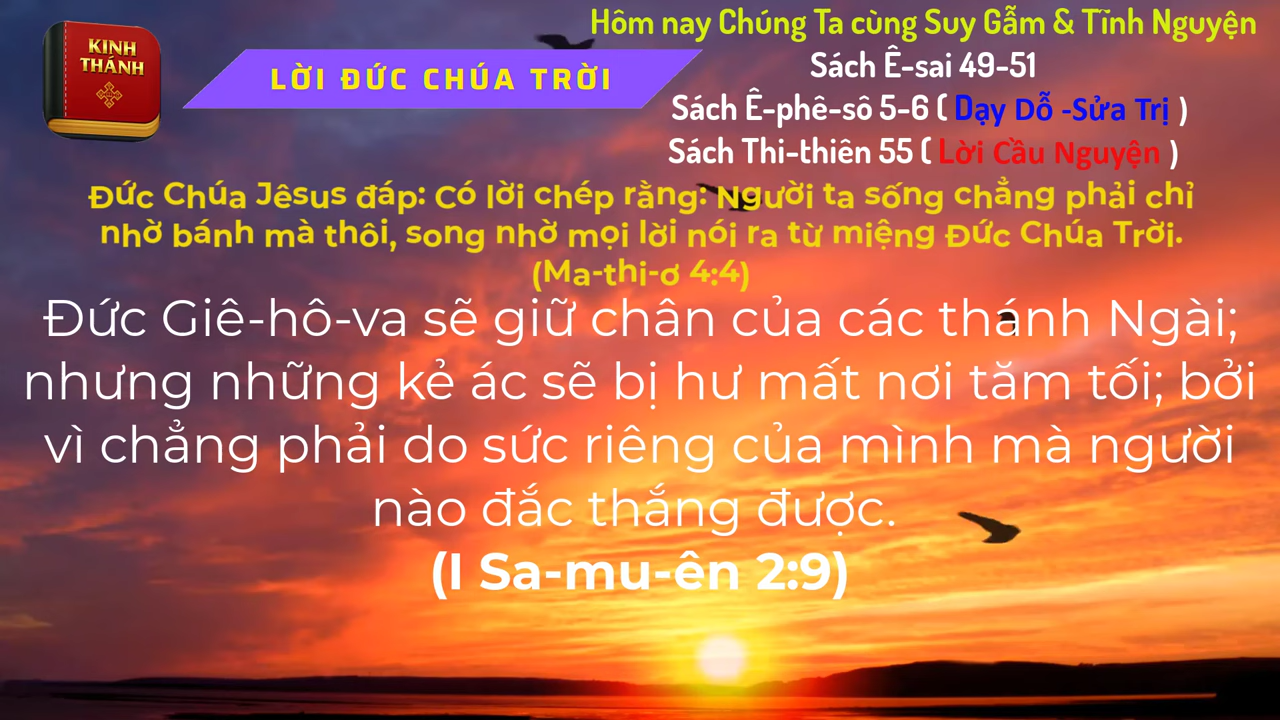 KINH
THÁNH
LỜI ĐỨC CHÚA TRỜI
Hôm nay Chúng Ta cùng Suy Gẫm & Tĩnh Nguyện
Sách Ê-sai 49-51
Sách Ê-phê-sô 5-6 ( Dạy Dỗ -Sửa Trị )
Sách Thi-thiên 55 ( Lời Cầu Nguyện )
Đức Chúa Jêsus đáp: Có lời chép rằng: Người ta sống chẳng phải chỉ
nhờ bánh mà thôi, song nhờ mọi lời nói ra từ miệng Đức Chúa Trời.
(Ma-thi-ơ 4:4)
Đức Giê-hô-va sẽ giữ chân của các thánh Ngài;
nhưng những kẻ ác sẽ bị hư mất nơi tăm tối; bởi
vì chẳng phải do sức riêng của mình mà người
nào đắc thắng được.
(I Sa-mu-ên 2:9)